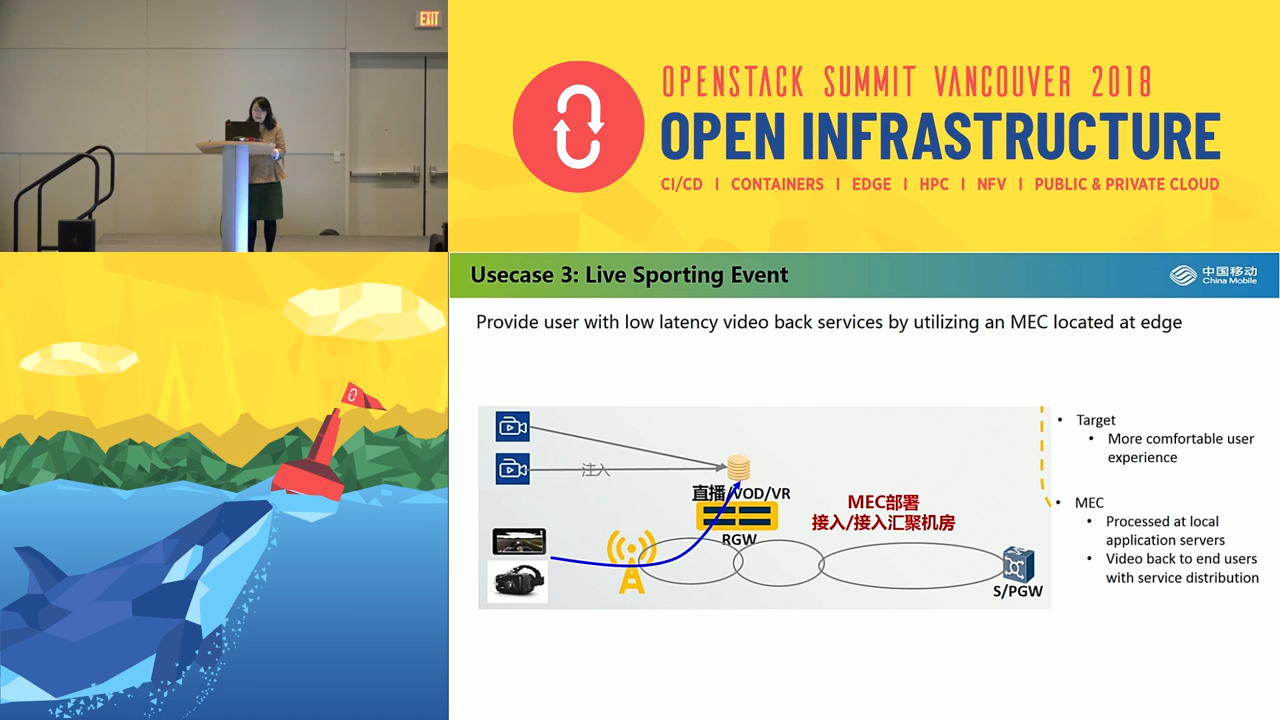 EXIT
OPENSTACK SUMMIT VANCOUVER 2018
OPEN INFRASTRUCTURE
CI/CD | CONTAINERS | EDGE | HPC | NFV | PUBLIC & PRIVATE CLOUD
Usecase 3: Live Sporting Event
中国移动
China Mobile
Provide user with low latency video back services by utilizing an MEC located at edge
注入
直播/VOD/VR
RGW
MEC部署
接入/接入汇聚机房
S/PGW
• Target
• More comfortable user
experience
• MEC
• Processed at local
application servers
• Video back to end users
with service distribution